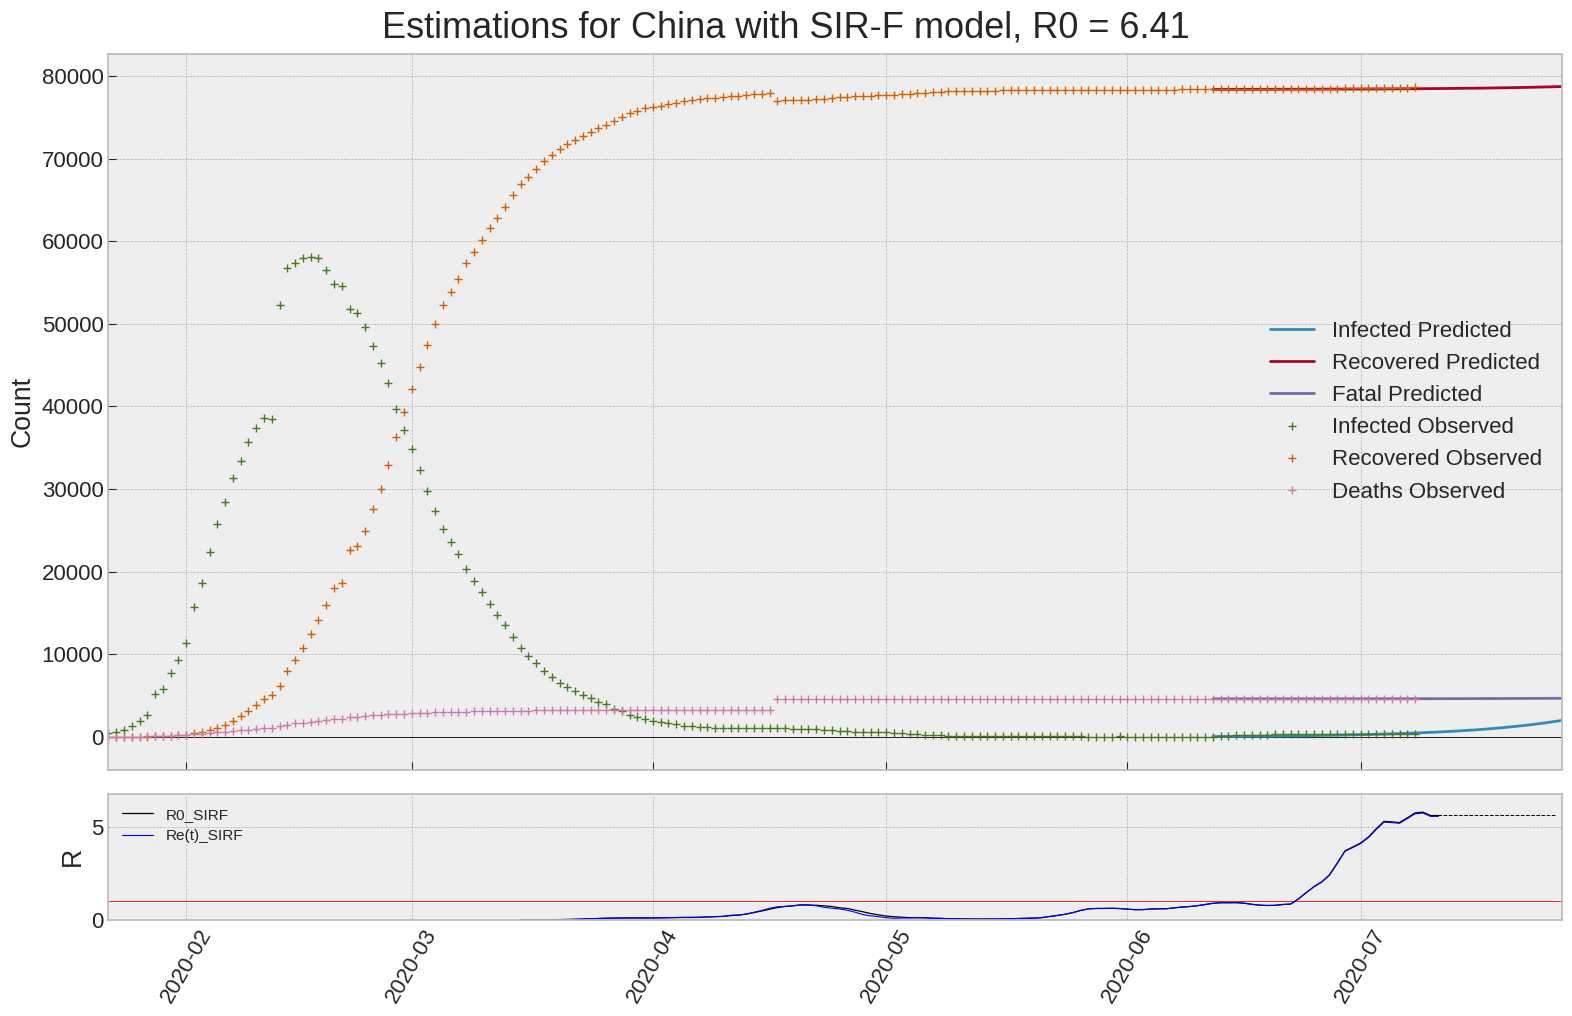 Estimations for China with SIR-F model, R0 = 6.41
Count
80000
70000
60000
50000
40000
30000
20000
10000
0
Infected Predicted
Recovered Predicted
Fatal Predicted
Infected Observed
Recovered Observed
Deaths Observed
R
5
0
R0_SIRF
Re(t)_SIRF
2020-02
2020-03
2020-04
2020-05
2020-06
2020-07